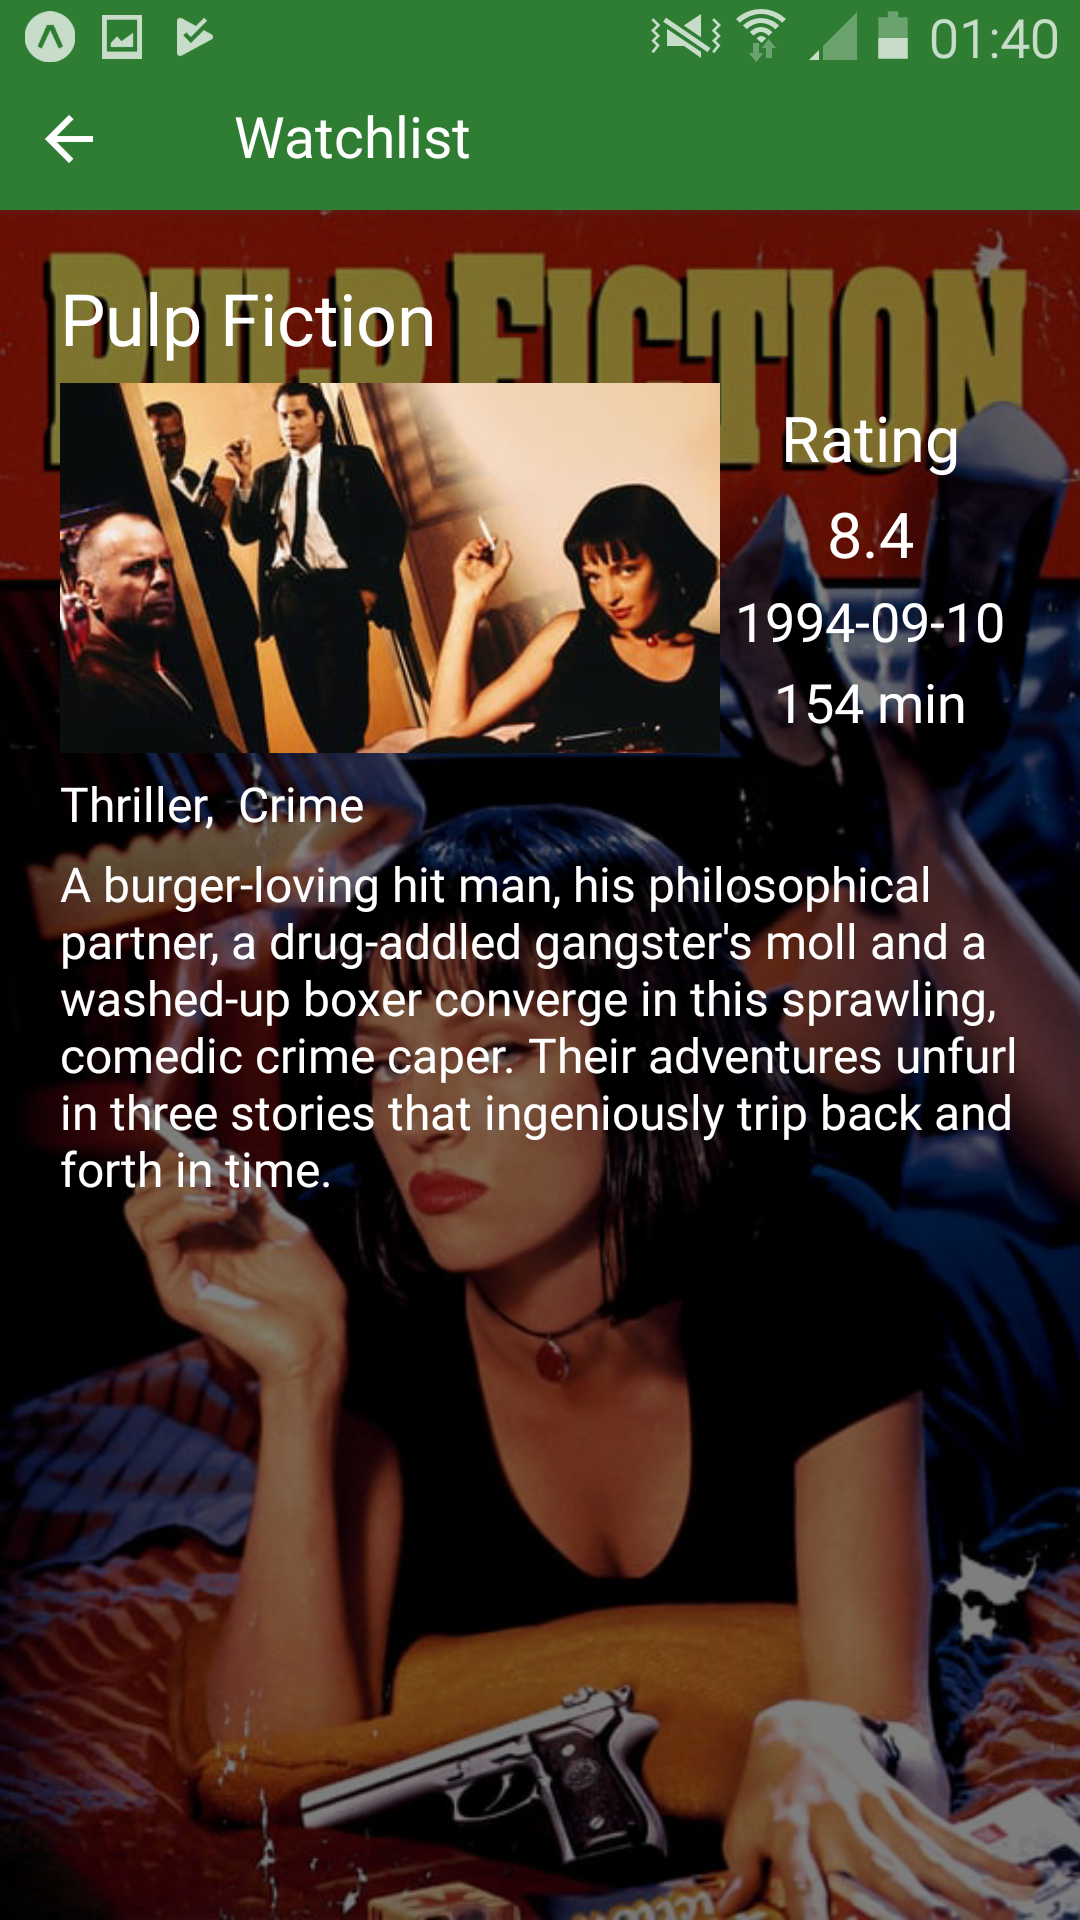 01:40
Watchlist
PULP FICTION
Pulp Fiction
Rating
8.4
1994-09-10
154 min
Thriller,  Crime
A burger-loving hit man, his philosophical
partner, a drug-addled gangster's moll and a
washed-up boxer converge in this sprawling,
comedic crime caper. Their adventures unfurl
in three stories that ingeniously trip back and
forth in time.